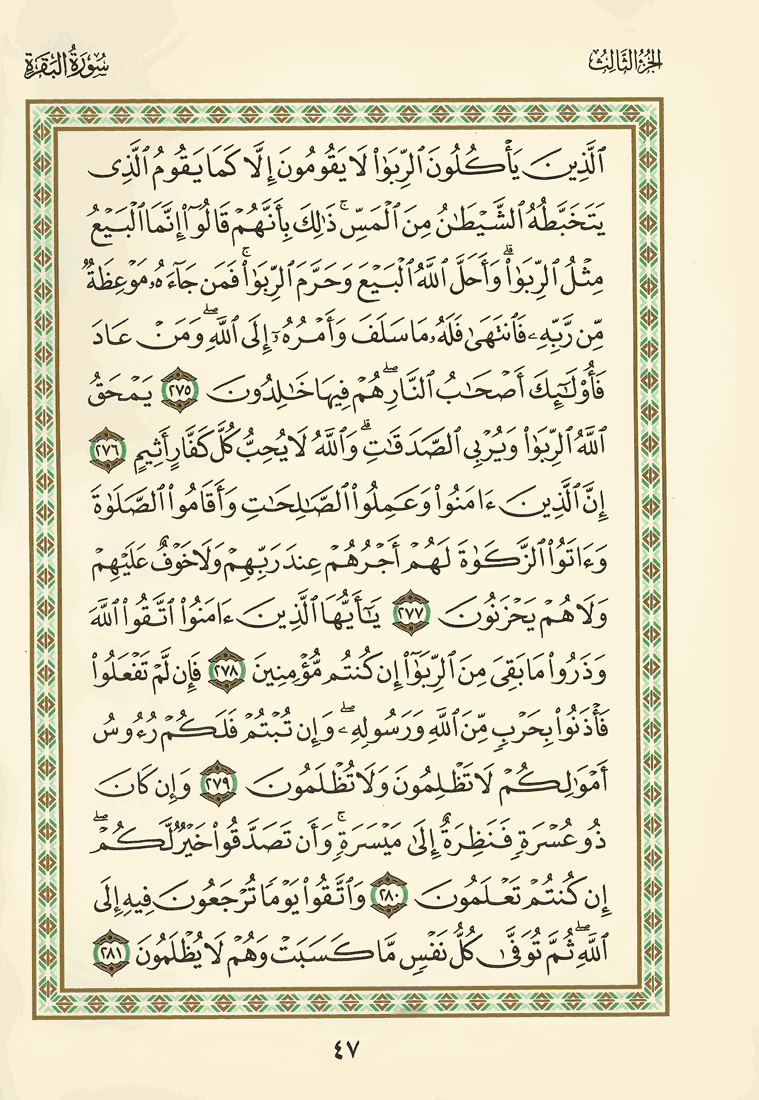 الجزء الثالث
سورة البقرة
ٱلَّذِينَ يَأْكُلُونَ ٱلرِّبَوٰا۟ لَا يَقُومُونَ إِلَّا كَمَا يَقُومُ ٱلَّذِى
يَتَخَبَّطُهُ ٱلشَّيْطَـٰنُ مِنَ ٱلْمَسِّ ۚ ذَٰلِكَ بِأَنَّهُمْ قَالُوٓا۟ إِنَّمَا ٱلْبَيْعُ
مِثْلُ ٱلرِّبَوٰا۟ ۗ وَأَحَلَّ ٱللَّهُ ٱلْبَيْعَ وَحَرَّمَ ٱلرِّبَوٰا۟ ۚ فَمَن جَآءَهُۥ مَوْعِظَةٌ
مِّن رَّبِّهِۦ فَٱنتَهَىٰ فَلَهُۥ مَا سَلَفَ وَأَمْرُهُۥٓ إِلَى ٱللَّهِ ۖ وَمَنْ عَادَ
فَأُو۟لَـٰٓئِكَ أَصْحَـٰبُ ٱلنَّارِ ۖ هُمْ فِيهَا خَـٰلِدُونَ ٢٧٥ يَمْحَقُ
ٱللَّهُ ٱلرِّبَوٰا۟ وَيُرْبِى ٱلصَّدَقَـٰتِ ۗ وَٱللَّهُ لَا يُحِبُّ كُلَّ كَفَّارٍ أَثِيمٍ ٢٧٦
إِنَّ ٱلَّذِينَ ءَامَنُوا۟ وَعَمِلُوا۟ ٱلصَّـٰلِحَـٰتِ وَأَقَامُوا۟ ٱلصَّلَوٰةَ
وَءَاتَوُا۟ ٱلزَّكَوٰةَ لَهُمْ أَجْرُهُمْ عِندَ رَبِّهِمْ وَلَا خَوْفٌ عَلَيْهِمْ
وَلَا هُمْ يَحْزَنُونَ ٢٧٧ يَـٰٓأَيُّهَا ٱلَّذِينَ ءَامَنُوا۟ ٱتَّقُوا۟ ٱللَّهَ
وَذَرُوا۟ مَا بَقِىَ مِنَ ٱلرِّبَوٰٓا۟ إِن كُنتُم مُّؤْمِنِينَ ٢٧٨ فَإِن لَّمْ تَفْعَلُوا۟
فَأْذَنُوا۟ بِحَرْبٍ مِّنَ ٱللَّهِ وَرَسُولِهِۦ ۖ وَإِن تُبْتُمْ فَلَكُمْ رُءُوسُ
أَمْوَٰلِكُمْ لَا تَظْلِمُونَ وَلَا تُظْلَمُونَ ٢٧٩ وَإِن كَانَ
ذُو عُسْرَةٍ فَنَظِرَةٌ إِلَىٰ مَيْسَرَةٍ ۚ وَأَن تَصَدَّقُوا۟ خَيْرٌ لَّكُمْ ۖ
إِن كُنتُمْ تَعْلَمُونَ ٢٨٠ وَٱتَّقُوا۟ يَوْمًا تُرْجَعُونَ فِيهِ إِلَى
ٱللَّهِ ۖ ثُمَّ تُوَفَّىٰ كُلُّ نَفْسٍ مَّا كَسَبَتْ وَهُمْ لَا يُظْلَمُونَ ٢٨١
٤٧